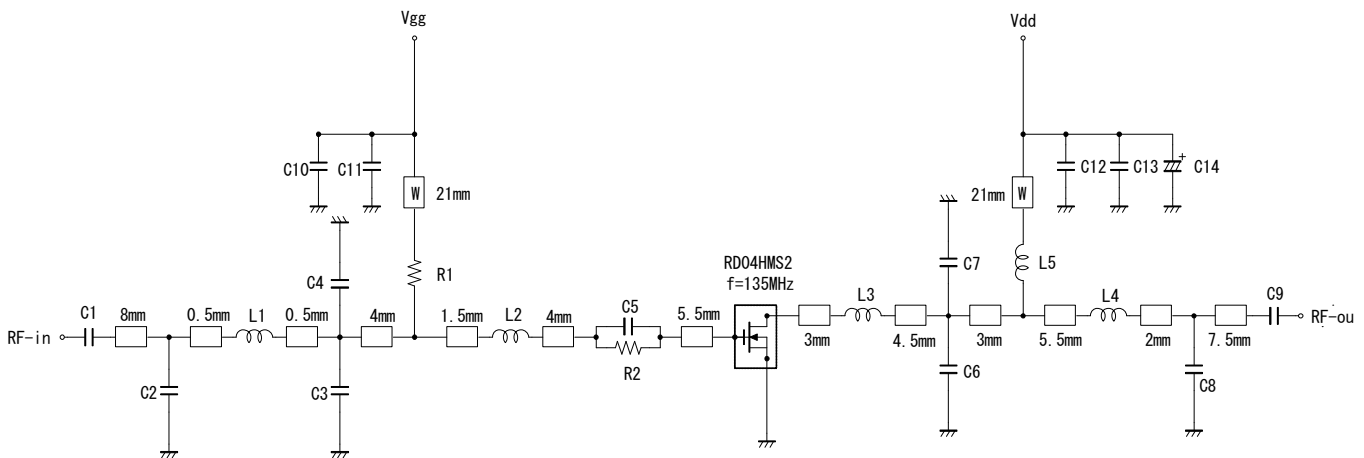 Vgg
Vdd
C10
C11
W
21mm
21mm
W
C12
C13
+
C14
C4
R1
RD04HMS2
f=135MHz
C7
L5
RF-in
C1
8mm
0.5mm
L1
0.5mm
4mm
1.5mm
L2
4mm
C5
R2
5.5mm
3mm
L3
4.5mm
3mm
5.5mm
L4
2mm
7.5mm
C9
RF-ou
C2
C3
C6
C8